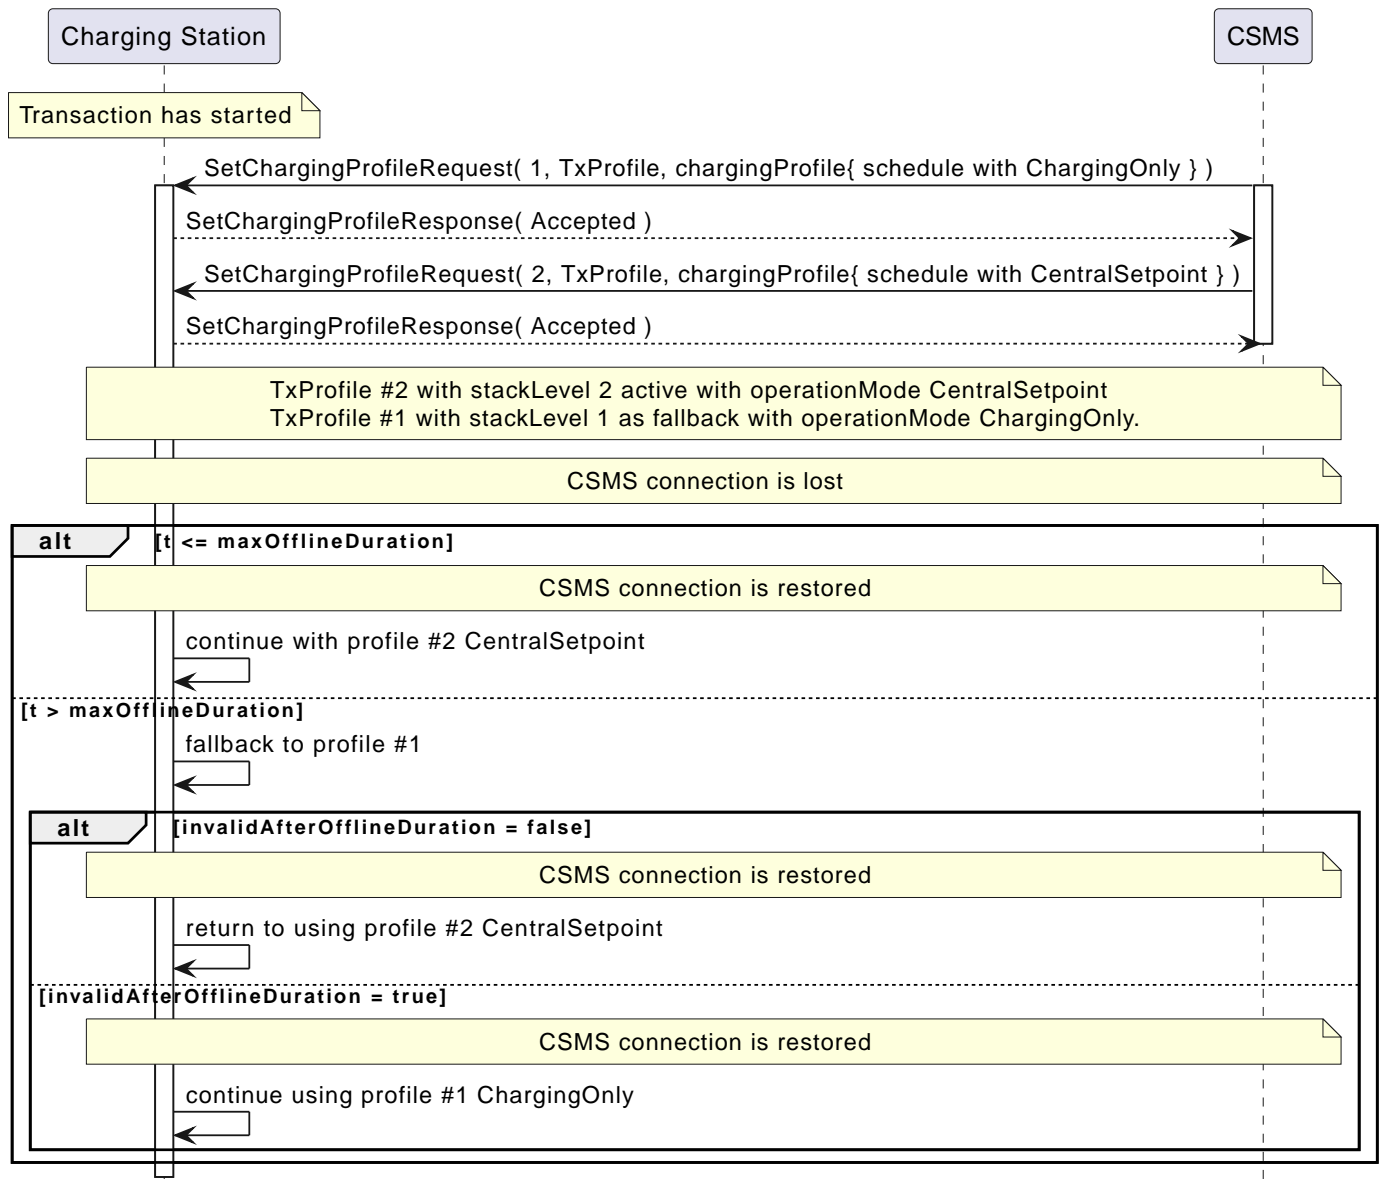 Charging Station
CSMS
Transaction has started
SetChargingProfileRequest( 1, TxProfile, chargingProfile{ schedule with ChargingOnly } )
SetChargingProfileResponse( Accepted )
SetChargingProfileRequest( 2, TxProfile, chargingProfile{ schedule with CentralSetpoint } )
SetChargingProfileResponse( Accepted )
TxProfile #2 with stackLevel 2 active with operationMode CentralSetpoint
TxProfile #1 with stackLevel 1 as fallback with operationMode ChargingOnly.
CSMS connection is lost
alt [t <= maxOfflineDuration]
CSMS connection is restored
continue with profile #2 CentralSetpoint
[t > maxOfflineDuration]
fallback to profile #1
alt [invalidAfterOfflineDuration = false]
CSMS connection is restored
return to using profile #2 CentralSetpoint
[invalidAfterOfflineDuration = true]
CSMS connection is restored
continue using profile #1 ChargingOnly